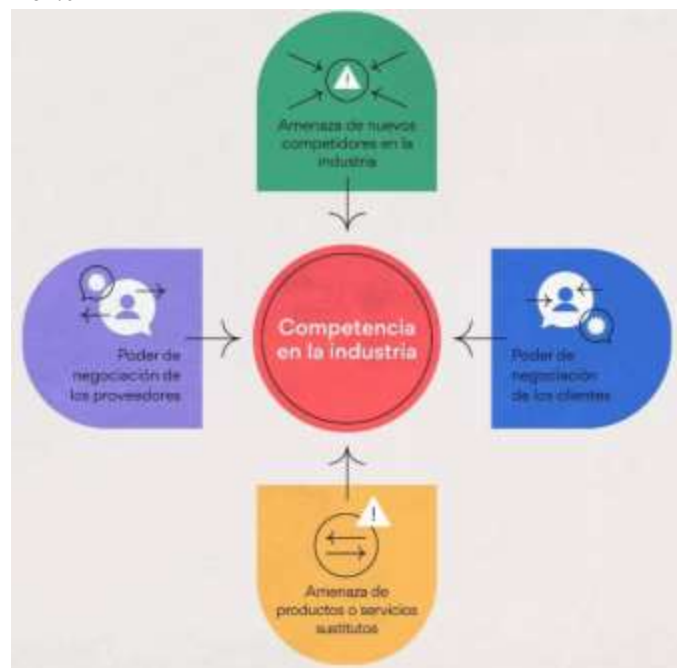 Amenaza de nuevos
competidores en la
industria
Poder de
negociación de
los proveedores
Competencia
en la industria
Poder de
negociación
de los clientes
Amenaza de
productos o servicios
sustitutos